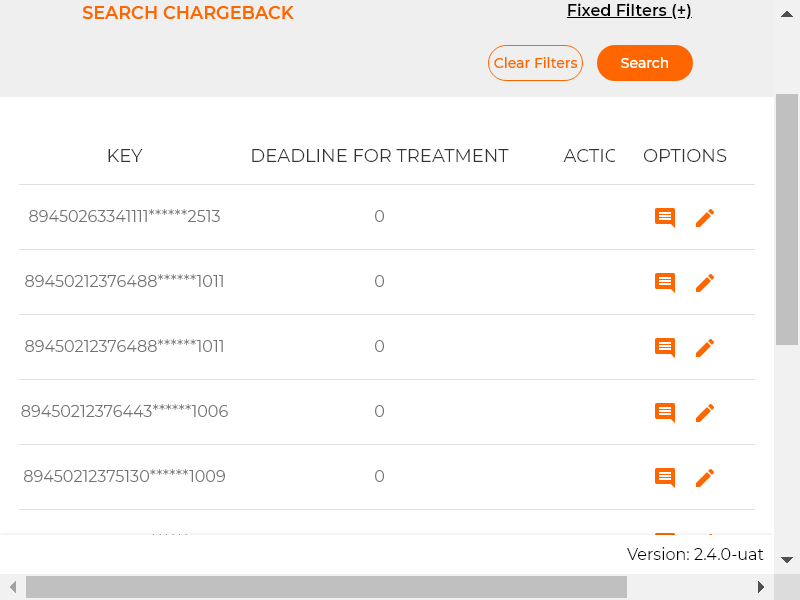 SEARCH CHARGEBACK
Fixed Filters (+)
Clear Filters
Search
KEY DEADLINE FOR TREATMENT ACTIC OPTIONS
89450263341111******2513 0
89450212376488******1011 0
89450212376488******1011 0
89450212376443******1006 0
89450212375130******1009 0
Version: 2.4.0-uat